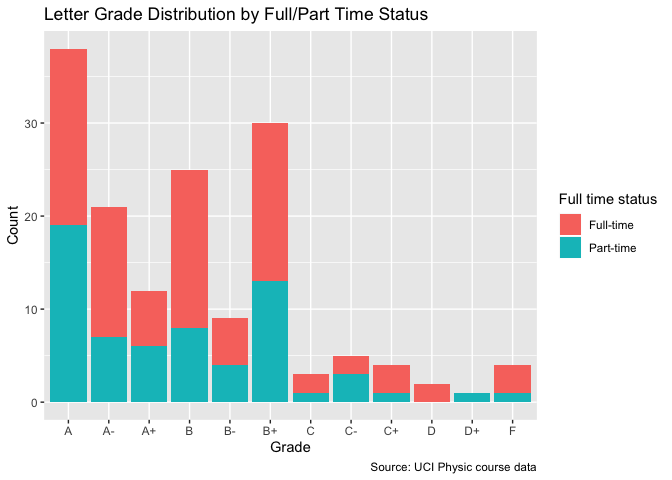 Letter Grade Distribution by Full/Part Time Status
Count
30
20
10
0
A A- A+ B B- B+ C C- C+ D D+ F
Grade
Full time status
Full-time
Part-time
Source: UCI Physic course data